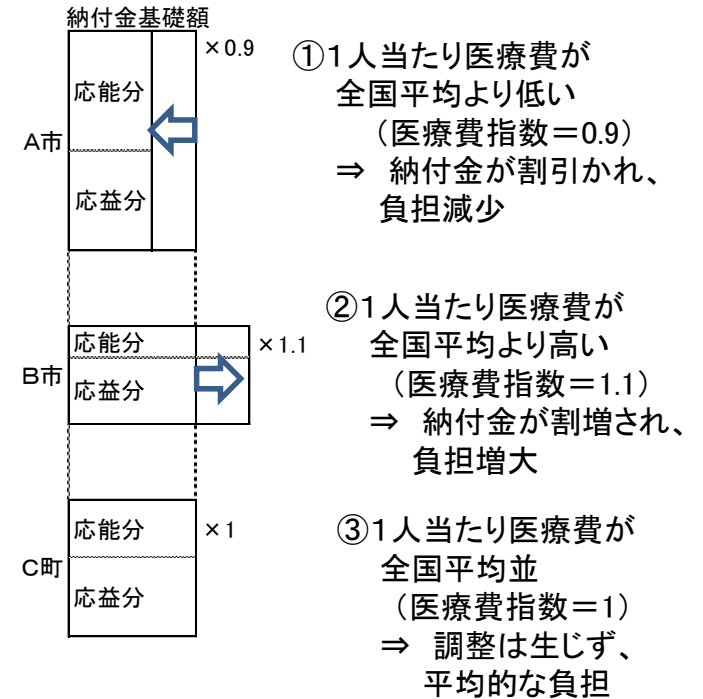 納付金基礎額
A市
応能分
応益分
×0.9
①1人当たり医療費が
全国平均より低い
(医療費指数=0.9)
⇒ 納付金が割引かれ、
負担減少
B市
応能分
応益分
×1.1
②1人当たり医療費が
全国平均より高い
(医療費指数=1.1)
⇒ 納付金が割増され、
負担増大
C町
応能分
応益分
×1
③1人当たり医療費が
全国平均並
(医療費指数=1)
⇒ 調整は生じず、
平均的な負担